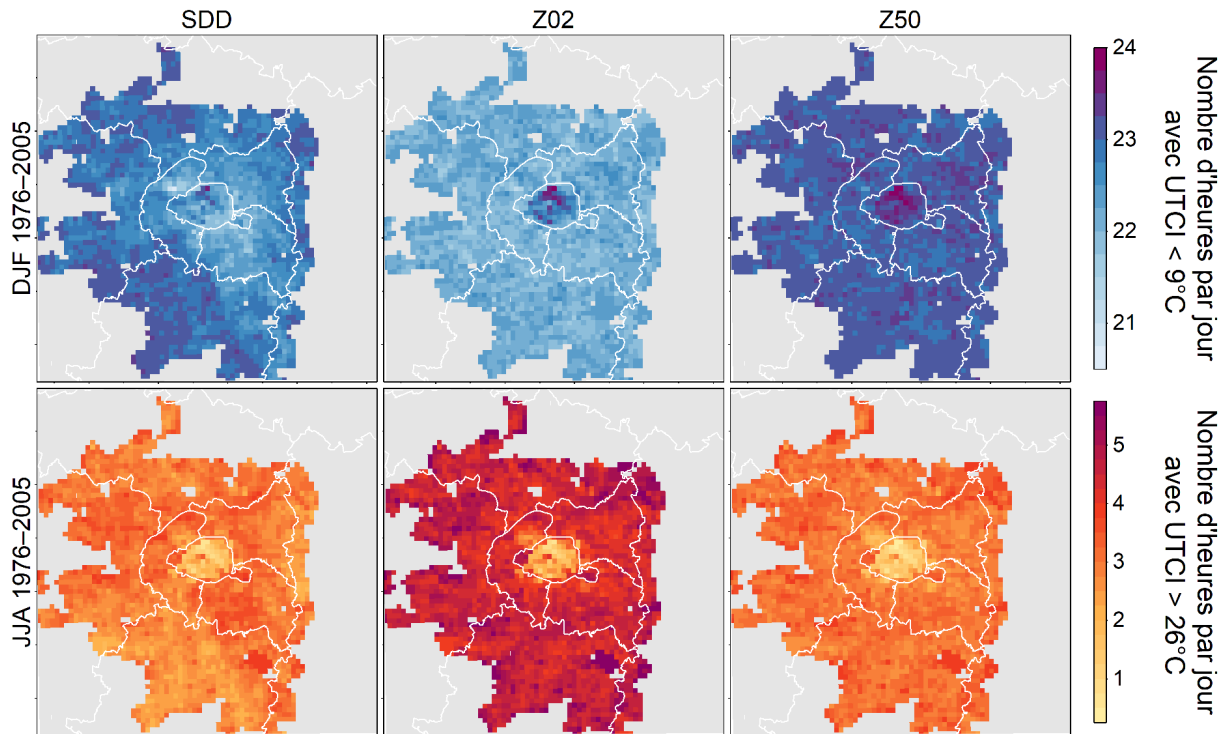 SDD
Z02
Z50
DJF 1976–2005
24
23
22
21
Nombre d'heures par jour
avec UTCI < 9°C
JJA 1976–2005
5
4
3
2
1
Nombre d'heures par jour
avec UTCI > 26°C